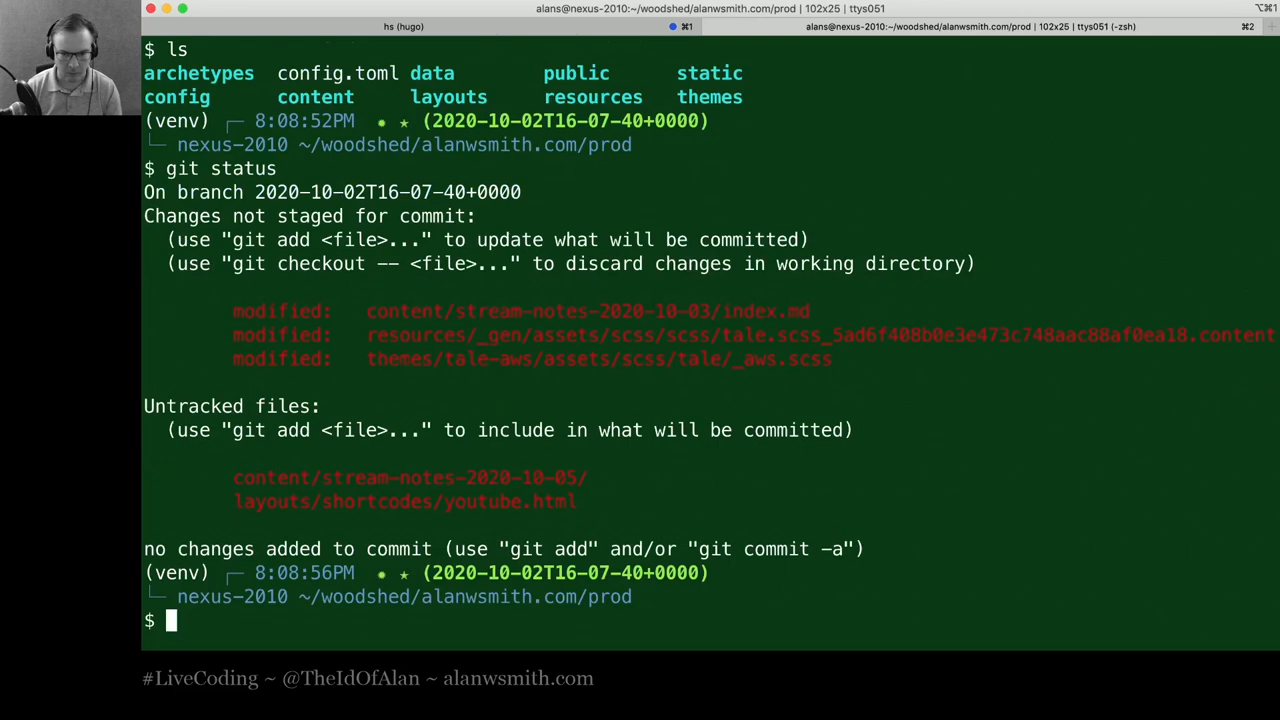 alans@nexus-2010:~/woodshed/alanwsmith.com/prod | 102x25 | ttys051
⌥⌘1
hs (hugo)
⌘1
alans@nexus-2010:~/woodshed/alanwsmith.com/prod | 102x25 | ttys051 (-zsh)
⌘2
$ ls
archetypes config.toml data public static
config content layouts resources themes
(venv) ┌─ 8:08:52PM ● ★ (2020-10-02T16-07-40+0000)
└─ nexus-2010 ~/woodshed/alanwsmith.com/prod
$ git status
On branch 2020-10-02T16-07-40+0000
Changes not staged for commit:
(use "git add <file>..." to update what will be committed)
(use "git checkout -- <file>..." to discard changes in working directory)
modified: content/stream-notes-2020-10-03/index.md
modified: resources/_gen/assets/scss/scss/tale.scss_5ad6f408b0e3e473c748aac88af0ea18.content
modified: themes/tale-aws/assets/scss/tale/_aws.scss
Untracked files:
(use "git add <file>..." to include in what will be committed)
content/stream-notes-2020-10-05/
layouts/shortcodes/youtube.html
no changes added to commit (use "git add" and/or "git commit -a")
(venv) ┌─ 8:08:56PM ● ★ (2020-10-02T16-07-40+0000)
└─ nexus-2010 ~/woodshed/alanwsmith.com/prod
$
#LiveCoding ~ @TheIdOfAlan ~ alanwsmith.com